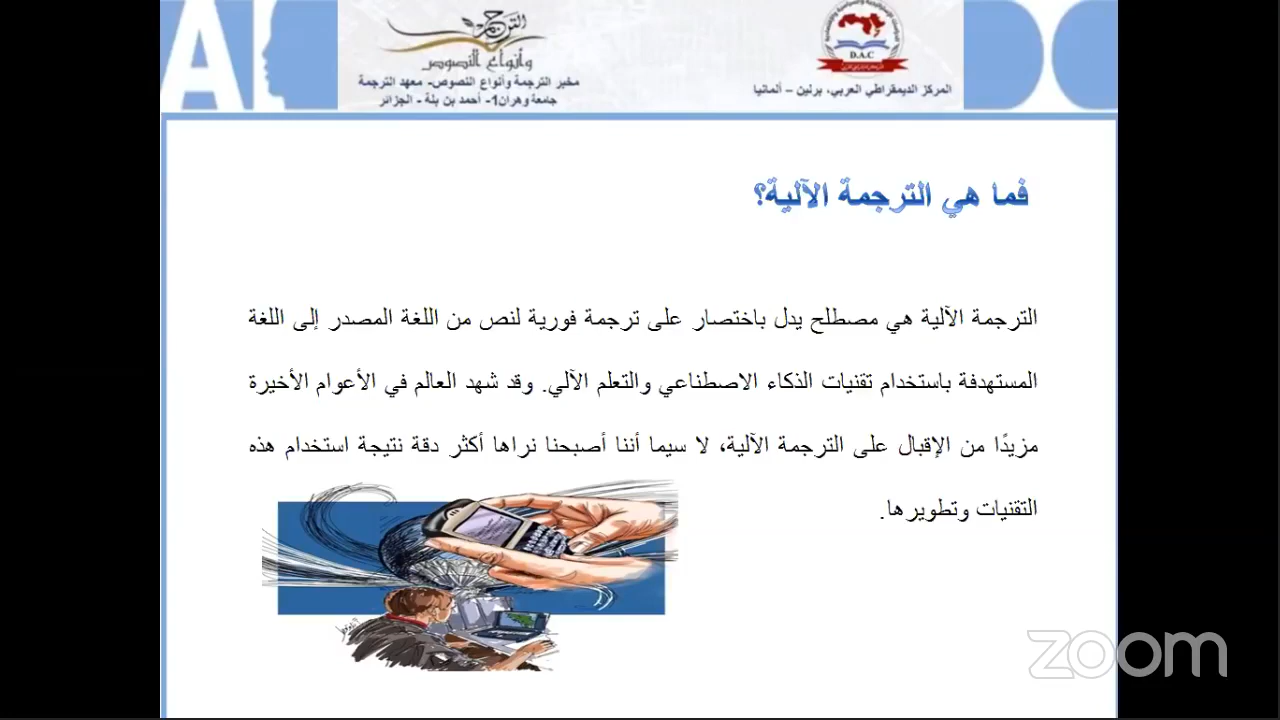 الترجمة
وأنواع النصوص
مخبر الترجمة وأنواع النصوص- معهد الترجمة
جامعة وهران1- أحمد بن بلة - الجزائر
D.A.C
المركز الديمقراطي العربي، برلين – ألمانيا
فما هي الترجمة الآلية؟
الترجمة الآلية هي مصطلح يدل باختصار على ترجمة فورية لنص من اللغة المصدر إلى اللغة
المستهدفة باستخدام تقنيات الذكاء الاصطناعي والتعلم الآلي. وقد شهد العالم في الأعوام الأخيرة
مزيدًا من الإقبال على الترجمة الآلية، لا سيما أننا أصبحنا نراها أكثر دقة نتيجة استخدام هذه
التقنيات وتطويرها.
zoom